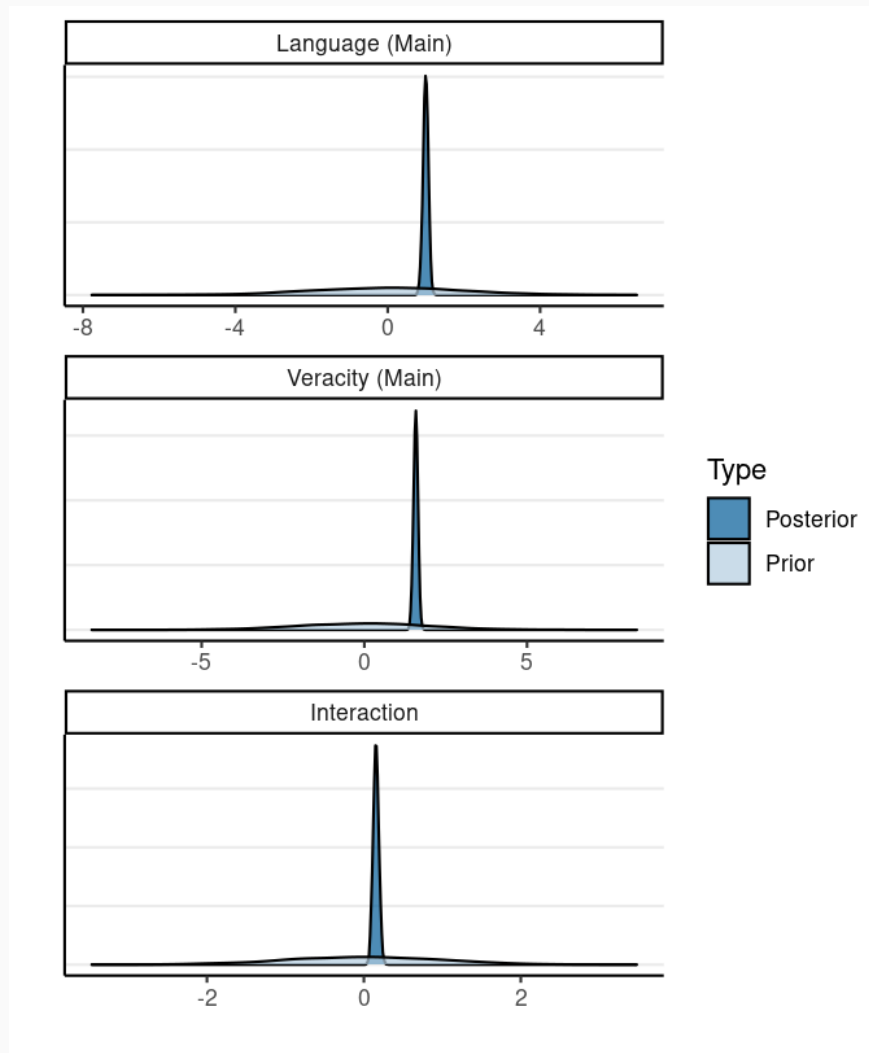 Language (Main)
-8 -4 0 4
Veracity (Main)
-5 0 5
Interaction
-2 0 2
Type
Posterior
Prior